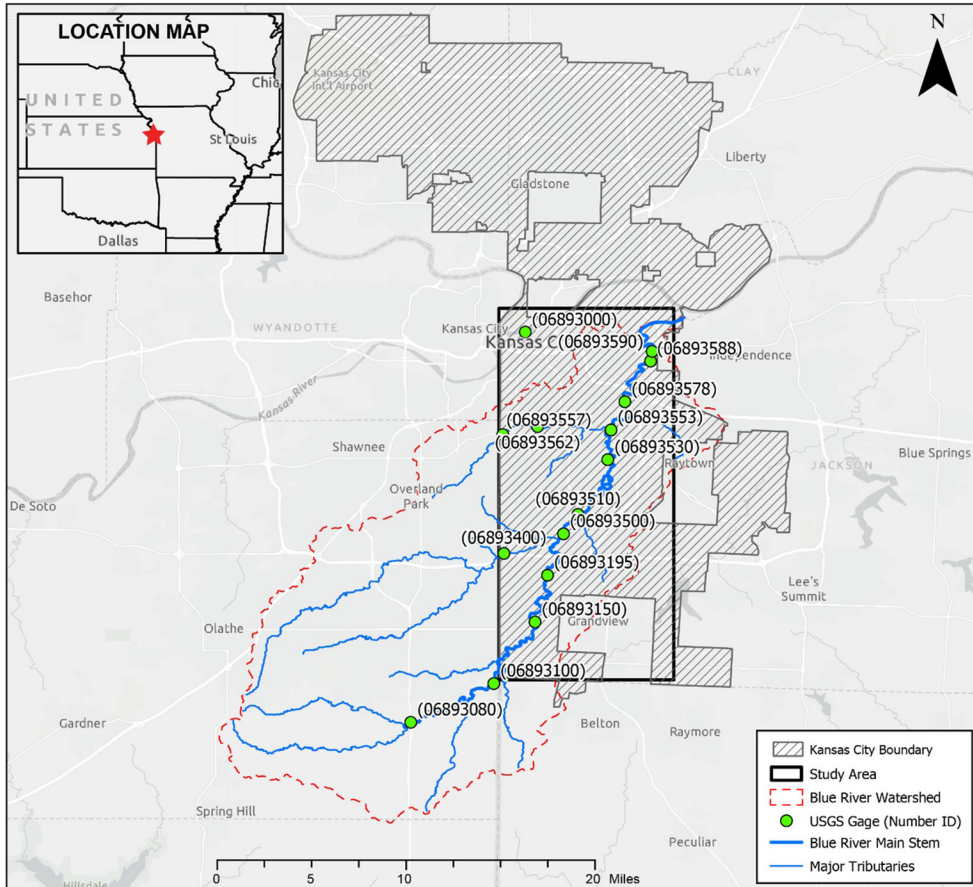 LOCATION MAP
Chic
UNITED
STATES
St Louis
Dallas
N
CLAY
Kansas City
Int'l Airport
Liberty
Gladstone
Basehor
WYANDOTTE
Kansas City
(06893000)
Kansas C
(06893590)
(06893588)
Independence
Kansas River
(06893578)
Shawnee
(06893557)
(06893553)
(06893562)
(06893530)
Raytown
JACKSON
Blue Springs
Overland
Park
De Soto
(06893510)
(06893500)
(06893400)
(06893195)
Lee's
Summit
(06893150)
Grandview
Olathe
(06893100)
Gardner
(06893080)
Belton
Raymore
Spring Hill
Peculiar
Hillsdale
0 5 10 20 Miles
Kansas City Boundary
Study Area
Blue River Watershed
USGS Gage (Number ID)
Blue River Main Stem
Major Tributaries